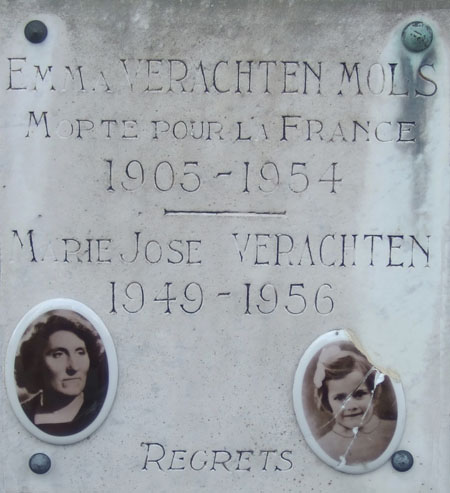 EMMA VERACHTEN MOLS
MORTE POUR LA FRANCE
1905 - 1954
MARIE JOSE VERACHTEN
1949 - 1956
REGRETS